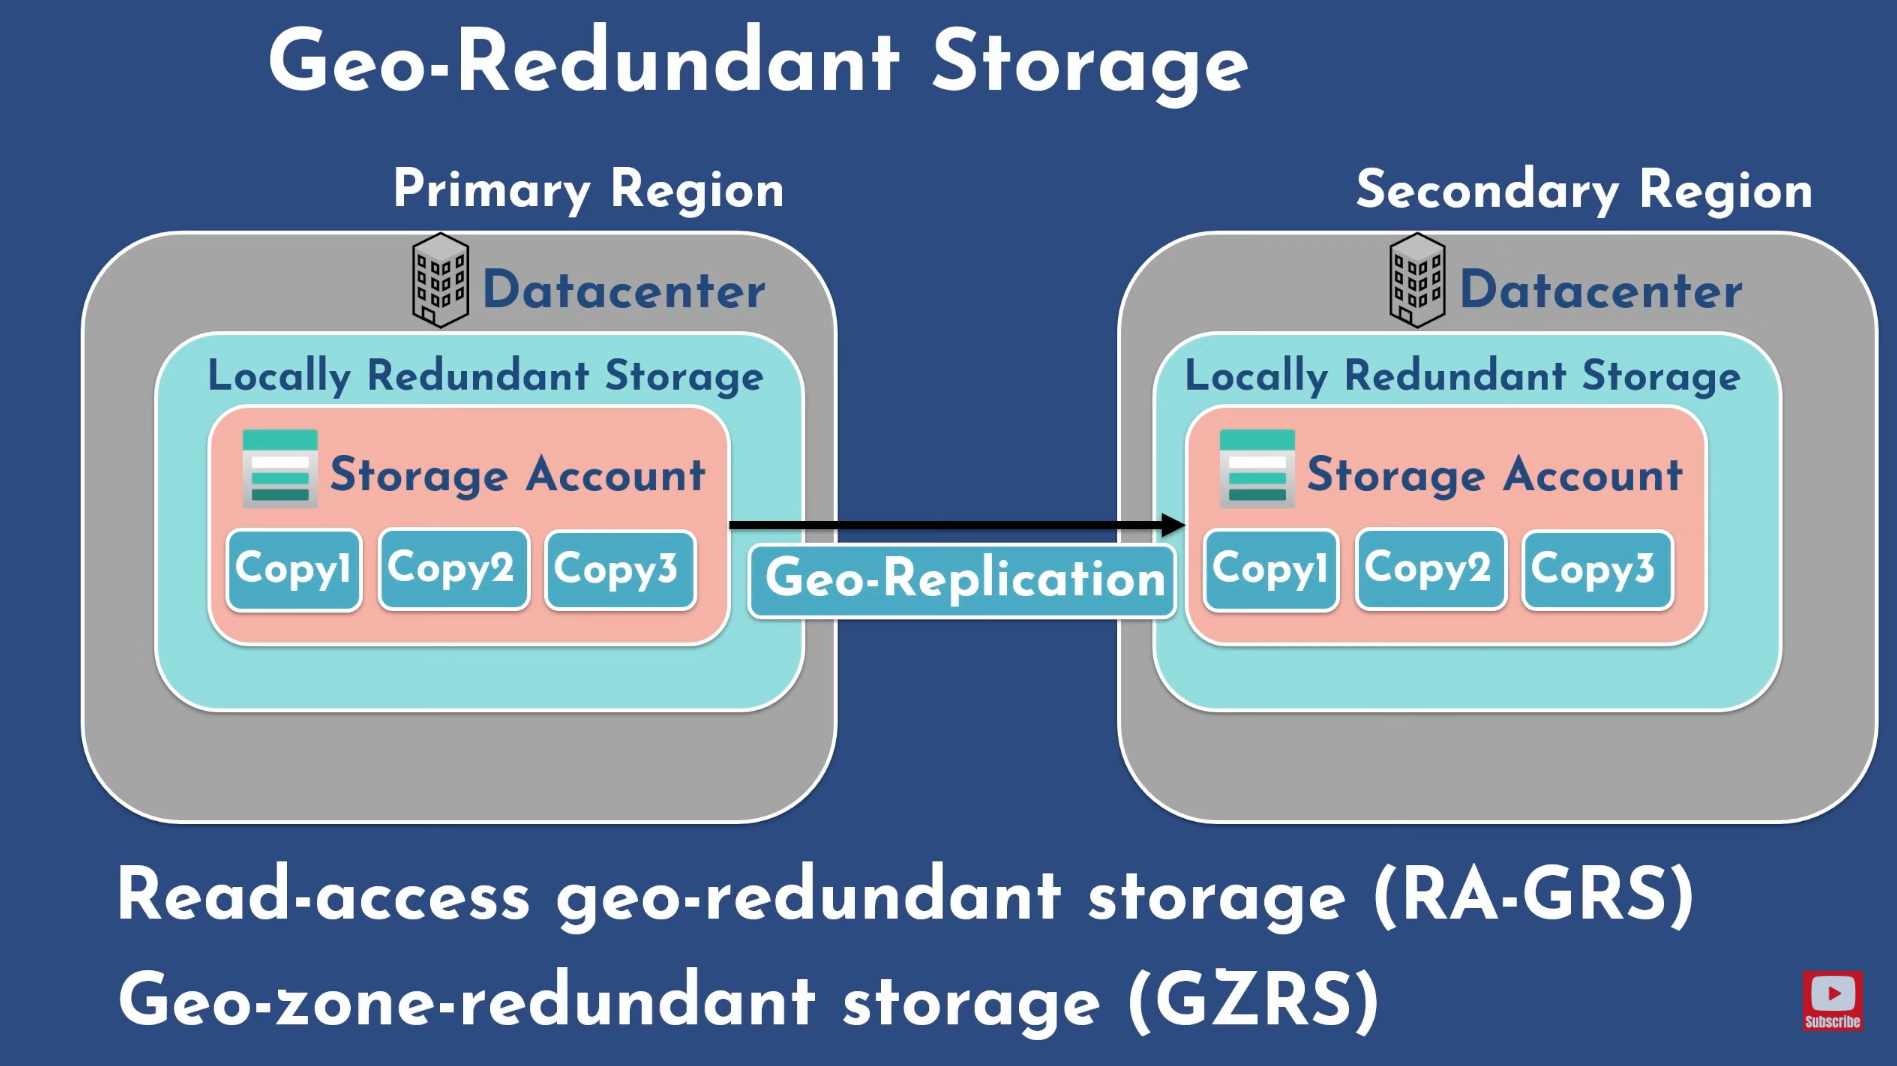 Geo-Redundant Storage
Primary Region
Secondary Region
Datacenter
Datacenter
Locally Redundant Storage
Locally Redundant Storage
Storage Account
Storage Account
Copy1 Copy2 Copy3
Geo-Replication
Copy1 Copy2 Copy3
Read-access geo-redundant storage (RA-GRS)
Geo-zone-redundant storage (GZRS)
Subscribe